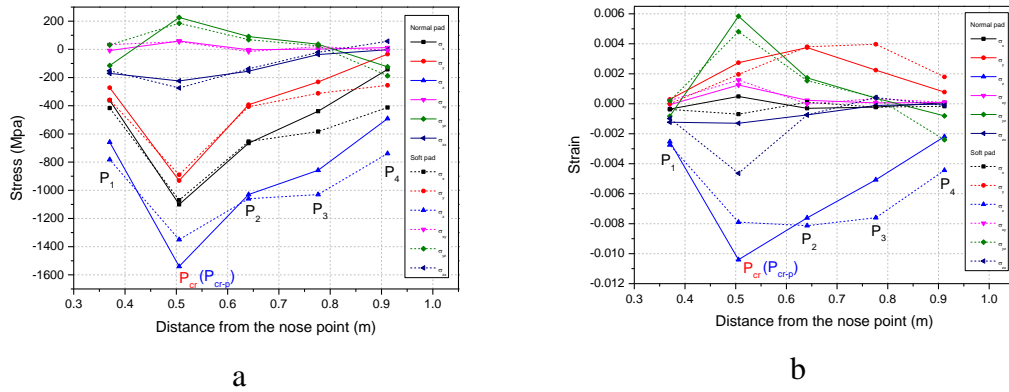 Stress (Mpa)
200
0
-200
-400
-600
-800
-1000
-1200
-1400
-1600
0.3 0.4 0.5 0.6 0.7 0.8 0.9 1.0
Distance from the nose point (m)
P1
Pcr (Pcr-p)
P2
P3
P4
Normal pad
Soft pad
a
Strain
0.006
0.004
0.002
0.000
-0.002
-0.004
-0.006
-0.008
-0.010
-0.012
0.3 0.4 0.5 0.6 0.7 0.8 0.9 1.0
Distance from the nose point (m)
P1
Pcr (Pcr-p)
P2
P3
P4
Normal pad
Soft pad
b